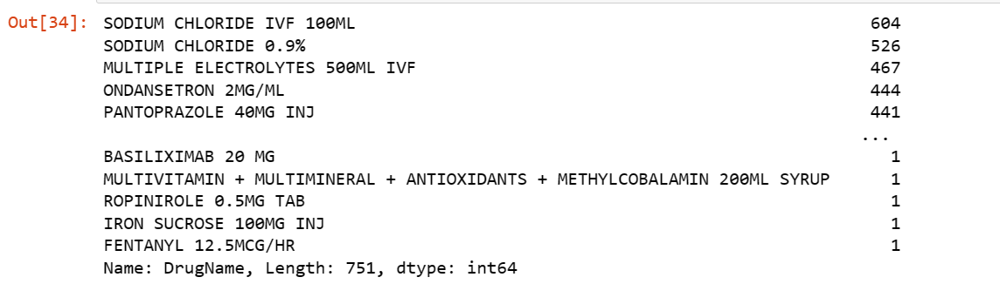 Out[34]: SODIUM CHLORIDE IVF 100ML 604
SODIUM CHLORIDE 0.9% 526
MULTIPLE ELECTROLYTES 500ML IVF 467
ONDANSETRON 2MG/ML 444
PANTOPRAZOLE 40MG INJ 441
...
BASILIXIMAB 20 MG 1
MULTIVITAMIN + MULTIMINERAL + ANTIOXIDANTS + METHYLCOBALAMIN 200ML SYRUP 1
ROPINIROLE 0.5MG TAB 1
IRON SUCROSE 100MG INJ 1
FENTANYL 12.5MCG/HR 1
Name: DrugName, Length: 751, dtype: int64